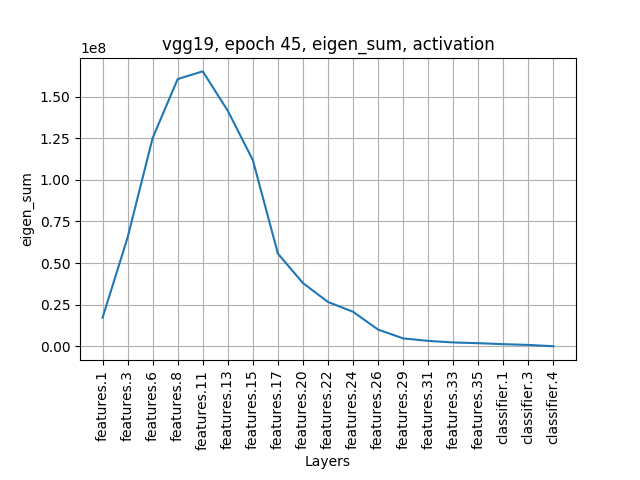 vgg19, epoch 45, eigen_sum, activation
1e8
1.50
1.25
1.00
0.75
0.50
0.25
0.00
eigen_sum
features.1
features.3
features.6
features.8
features.11
features.13
features.15
features.17
features.20
features.22
features.24
features.26
features.29
features.31
features.33
features.35
classifier.1
classifier.3
classifier.4
Layers